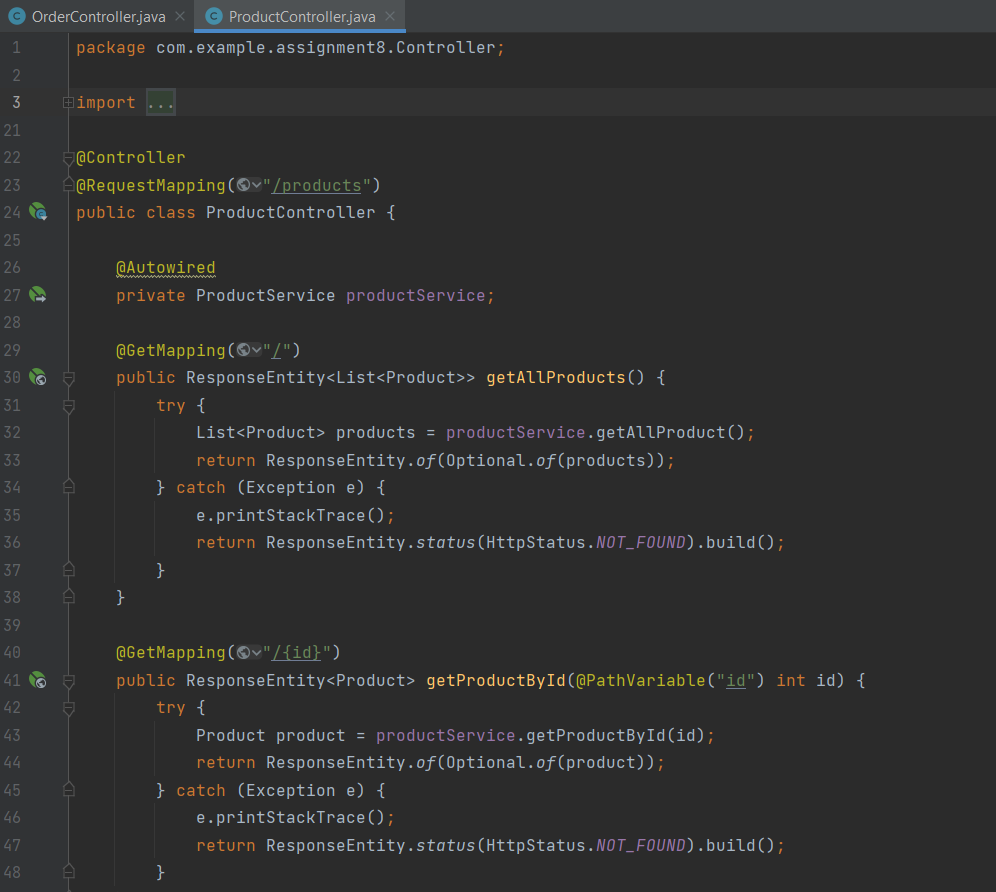 OrderController.java ProductController.java
1 package com.example.assignment8.Controller;
2
3 import ...
21
22 @Controller
23 @RequestMapping("/products")
24 public class ProductController {
25
26 @Autowired
27 private ProductService productService;
28
29 @GetMapping("/")
30 public ResponseEntity<List<Product>> getAllProducts() {
31 try {
32 List<Product> products = productService.getAllProduct();
33 return ResponseEntity.of(Optional.of(products));
34 } catch (Exception e) {
35 e.printStackTrace();
36 return ResponseEntity.status(HttpStatus.NOT_FOUND).build();
37 }
38 }
39
40 @GetMapping("/{id}")
41 public ResponseEntity<Product> getProductById(@PathVariable("id") int id) {
42 try {
43 Product product = productService.getProductById(id);
44 return ResponseEntity.of(Optional.of(product));
45 } catch (Exception e) {
46 e.printStackTrace();
47 return ResponseEntity.status(HttpStatus.NOT_FOUND).build();
48 }